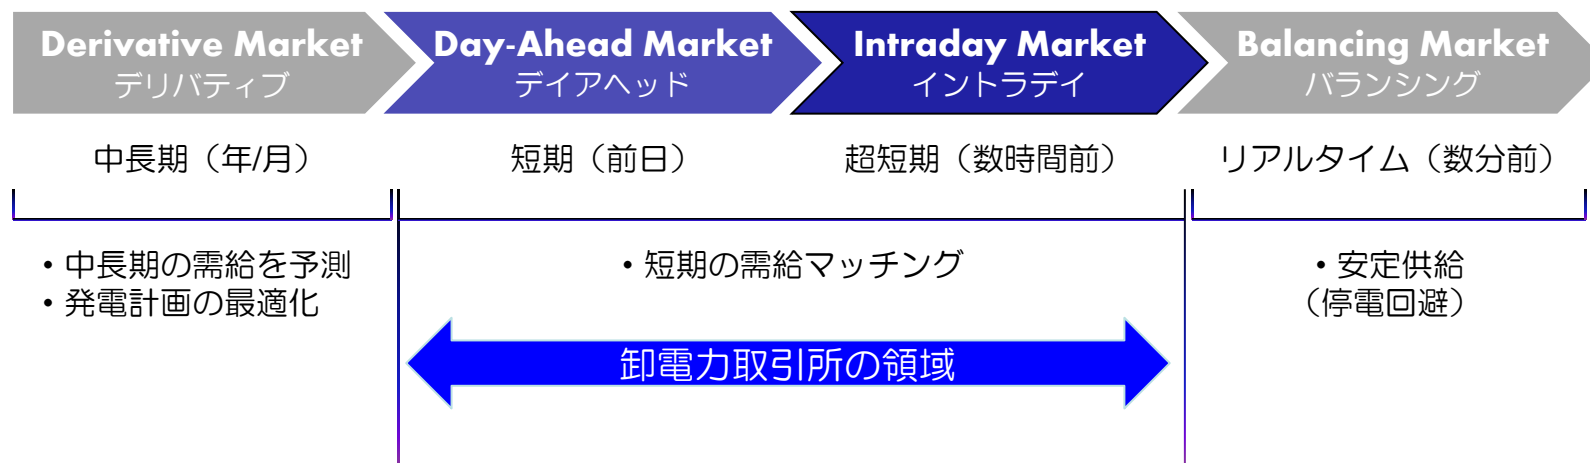 Derivative Market
デリバティブ
Day-Ahead Market
デイアヘッド
Intraday Market
イントラデイ
Balancing Market
バランシング
中長期（年/月）
短期（前日）
超短期（数時間前）
リアルタイム（数分前）
・中長期の需給を予測
・発電計画の最適化
・短期の需給マッチング
・安定供給
（停電回避）
卸電力取引所の領域